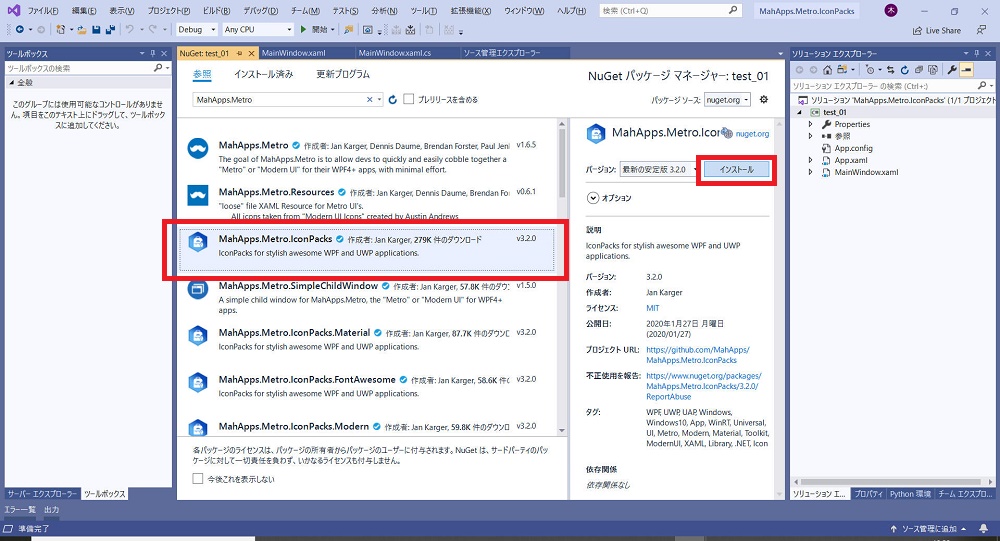 ファイル(F) 編集(E) 表示(V) プロジェクト(P) ビルド(B) デバッグ(D) チーム(M) テスト(S) 分析(N) ツール(T) 拡張機能(X) ウィンドウ(W) ヘルプ(H) 検索 (Ctrl+Q) MahApps.Metro.IconPacks 木
Debug Any CPU 開始 Live Share
ツールボックス
ツールボックスの検索
全般
このグループには使用可能なコントロールがありませ
ん。項目をこのテキスト上にドラッグして、ツールボック
スに追加してください。
サーバー エクスプローラー ツールボックス
NuGet: test_01 MainWindow.xaml MainWindow.xaml.cs ソース管理エクスプローラー
参照 インストール済み 更新プログラム
NuGet パッケージ マネージャー: test_01
MahApps.Metro プレリリースを含める パッケージ ソース: nuget.org
MahApps.Metro 作成者: Jan Karger, Dennis Daume, Brendan Forster, Paul Jenl v1.6.5
The goal of MahApps.Metro is to allow devs to quickly and easily cobble together a
"Metro" or "Modern UI" for their WPF4+ apps, with minimal effort.
MahApps.Metro.Resources 作成者: Jan Karger, Dennis Daume, Brendan For v0.6.1
"loose" file XAML Resource for Metro UI's.
All icons taken from "Modern UI Icons" created by Austin Andrews
MahApps.Metro.IconPacks 作成者: Jan Karger, 279K 件のダウンロード v3.2.0
IconPacks for stylish awesome WPF and UWP applications.
MahApps.Metro.SimpleChildWindow 作成者: Jan Karger, 57.8K 件のダウン v1.5.0
A simple child window for MahApps.Metro, the "Metro" or "Modern UI" for WPF4+
apps.
MahApps.Metro.IconPacks.Material 作成者: Jan Karger, 87.7K 件のダウンロ v3.2.0
IconPacks for stylish awesome WPF and UWP applications.
MahApps.Metro.IconPacks.FontAwesome 作成者: Jan Karger, 58.6K 件 v3.2.0
IconPacks for stylish awesome WPF and UWP applications.
MahApps.Metro.IconPacks.Modern 作成者: Jan Karger, 59.8K 件のダウン v3.2.0
各パッケージのライセンスは、パッケージの所有者からパッケージのユーザーに付与されます。NuGet は、サードパーティのパッ
ケージに対して一切責任を負わず、いかなるライセンスも付与しません。
今後これを表示しない
MahApps.Metro.Icon nuget.org
バージョン: 最新の安定版 3.2.0 インストール
オプション
説明
IconPacks for stylish awesome WPF and UWP
applications.
バージョン: 3.2.0
作成者: Jan Karger
ライセンス: MIT
公開日: 2020年1月27日 月曜日
(2020/01/27)
プロジェクト URL: https://github.com/MahApps/
MahApps.Metro.IconPacks
不正使用を報告: https://www.nuget.org/packages/
MahApps.Metro.IconPacks/3.2.0/
ReportAbuse
タグ: WPF, UWP, UAP, Windows,
Windows10, App, WinRT, Universal,
UI, Metro, Modern, Material, Toolkit,
ModernUI, XAML, Library, .NET, Icon
依存関係
依存関係なし
ソリューション エクスプローラー
ソリューション エクスプローラー の検索 (Ctrl+:)
ソリューション 'MahApps.Metro.IconPacks' (1/1 プロジェクト
test_01
Properties
参照
App.config
App.xaml
MainWindow.xaml
ソリューション エ... プロパティ Python 環境 チーム エクスプロ...
エラー一覧 出力
準備完了 ソース管理に追加